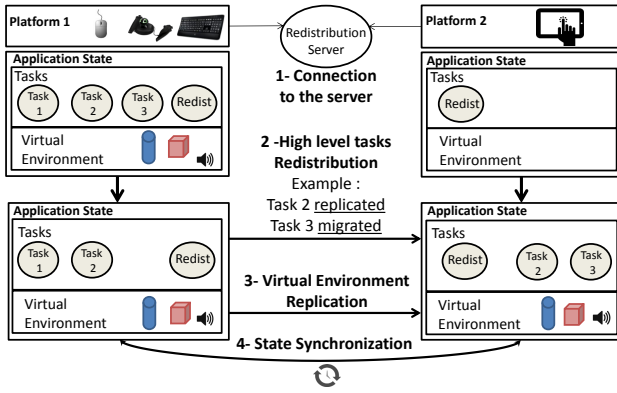 Platform 1
Redistribution
Server
Platform 2
1- Connection
to the server
Application State
Tasks
Task
1
Task
2
Task
3
Redist
Virtual
Environment
Application State
Tasks
Redist
Virtual
Environment
2 -High level tasks
Redistribution
Example :
Task 2 replicated
Task 3 migrated
Application State
Tasks
Task
1
Task
2
Redist
Virtual
Environment
3- Virtual Environment
Replication
Application State
Tasks
Redist
Task
2
Task
3
Virtual
Environment
4- State Synchronization